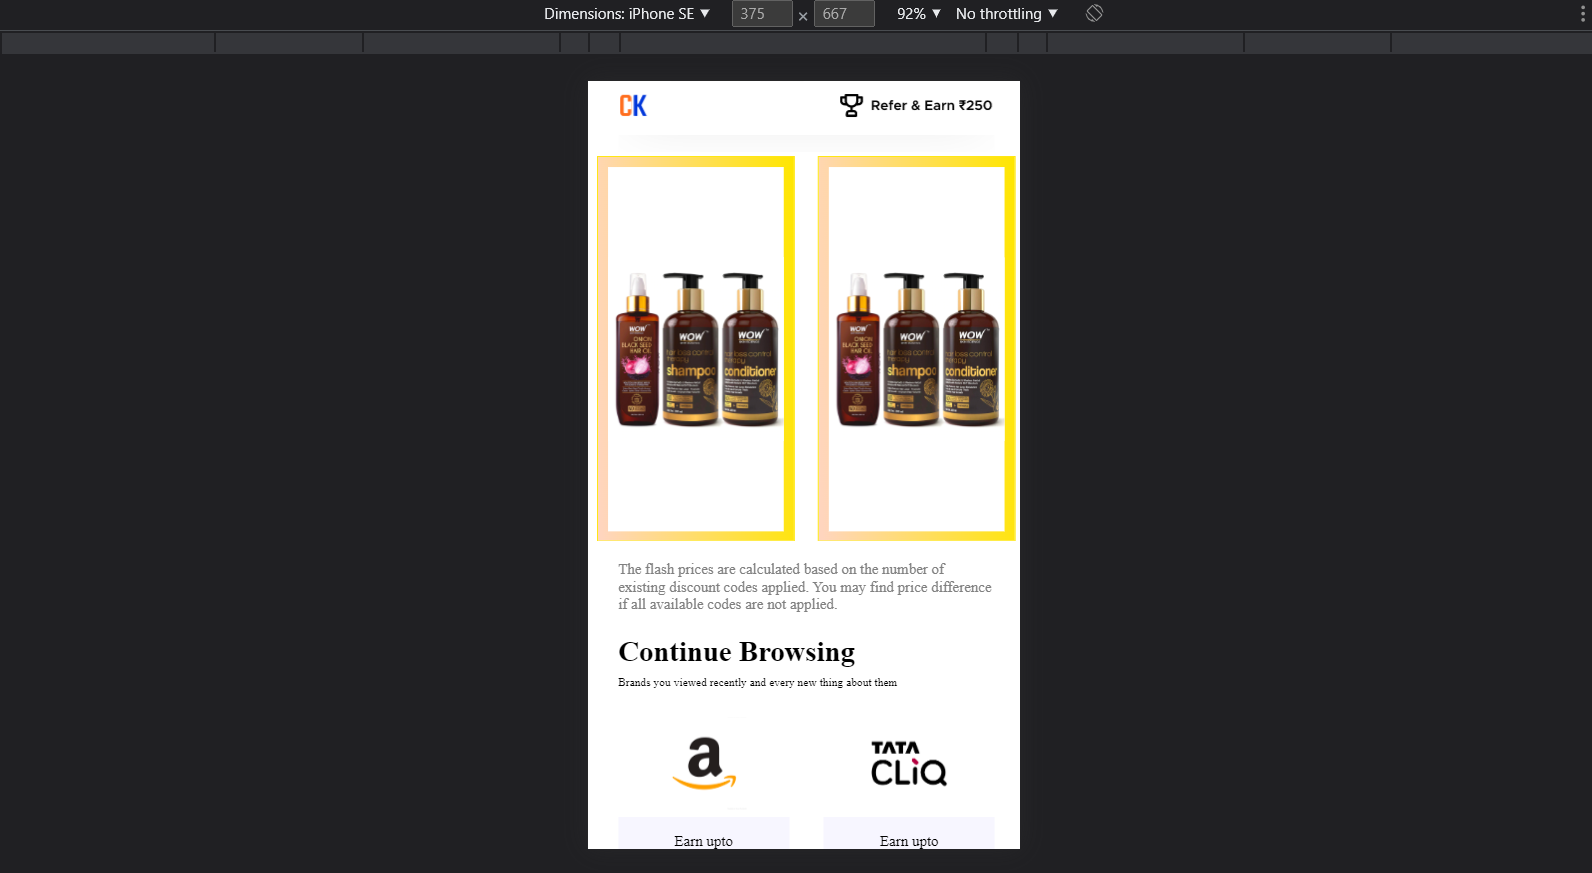 Dimensions: iPhone SE ▼ 375 × 667 92% ▼ No throttling ▼
CK
Refer & Earn ₹250
WOW
ONION
BLACK SEED
HAIR OIL
WOW
hair loss control
therapy
shampoo
WOW
hair loss control
therapy
conditioner
WOW
ONION
BLACK SEED
HAIR OIL
WOW
hair loss control
therapy
shampoo
WOW
hair loss control
therapy
conditioner
The flash prices are calculated based on the number of
existing discount codes applied. You may find price difference
if all available codes are not applied.
Continue Browsing
Brands you viewed recently and every new thing about them
a
TATA
CLiQ
Earn upto
Earn upto